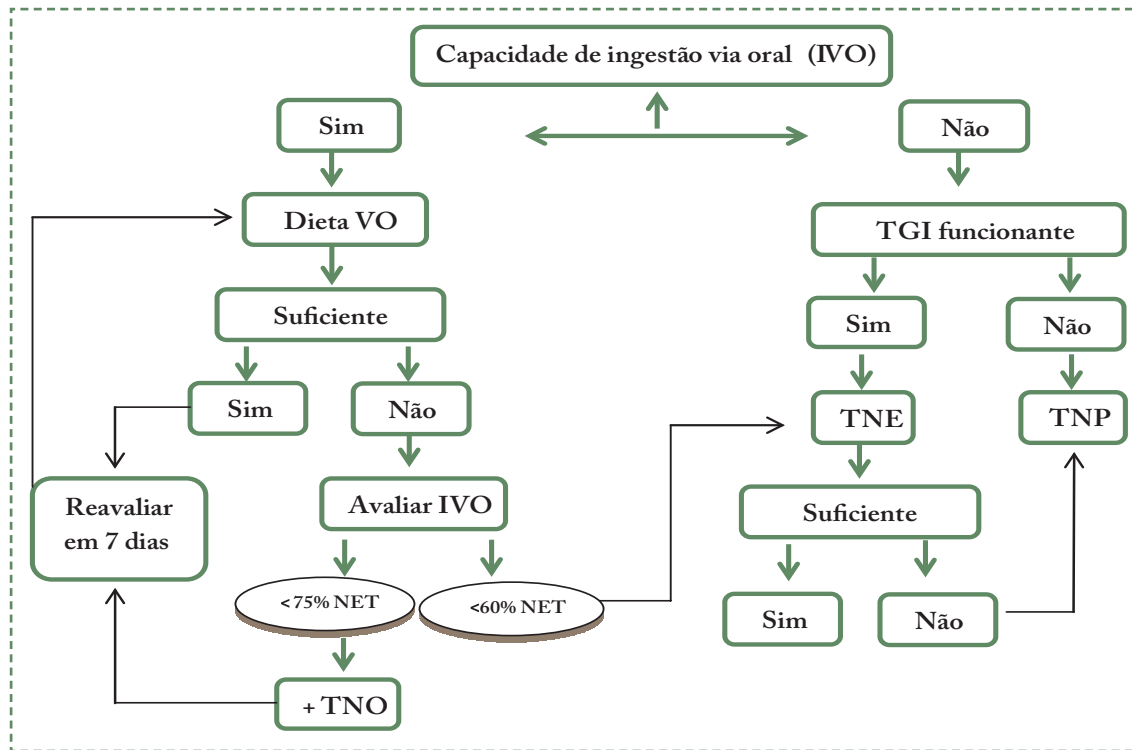 Capacidade de ingestão via oral (IVO)
Sim
Não
Dieta VO
TGI funcionante
Suficiente
Sim
Não
Sim
Não
TNE
TNP
Reavaliar
em 7 dias
Avaliar IVO
Suficiente
< 75% NET
<60% NET
Sim
Não
+ TNO